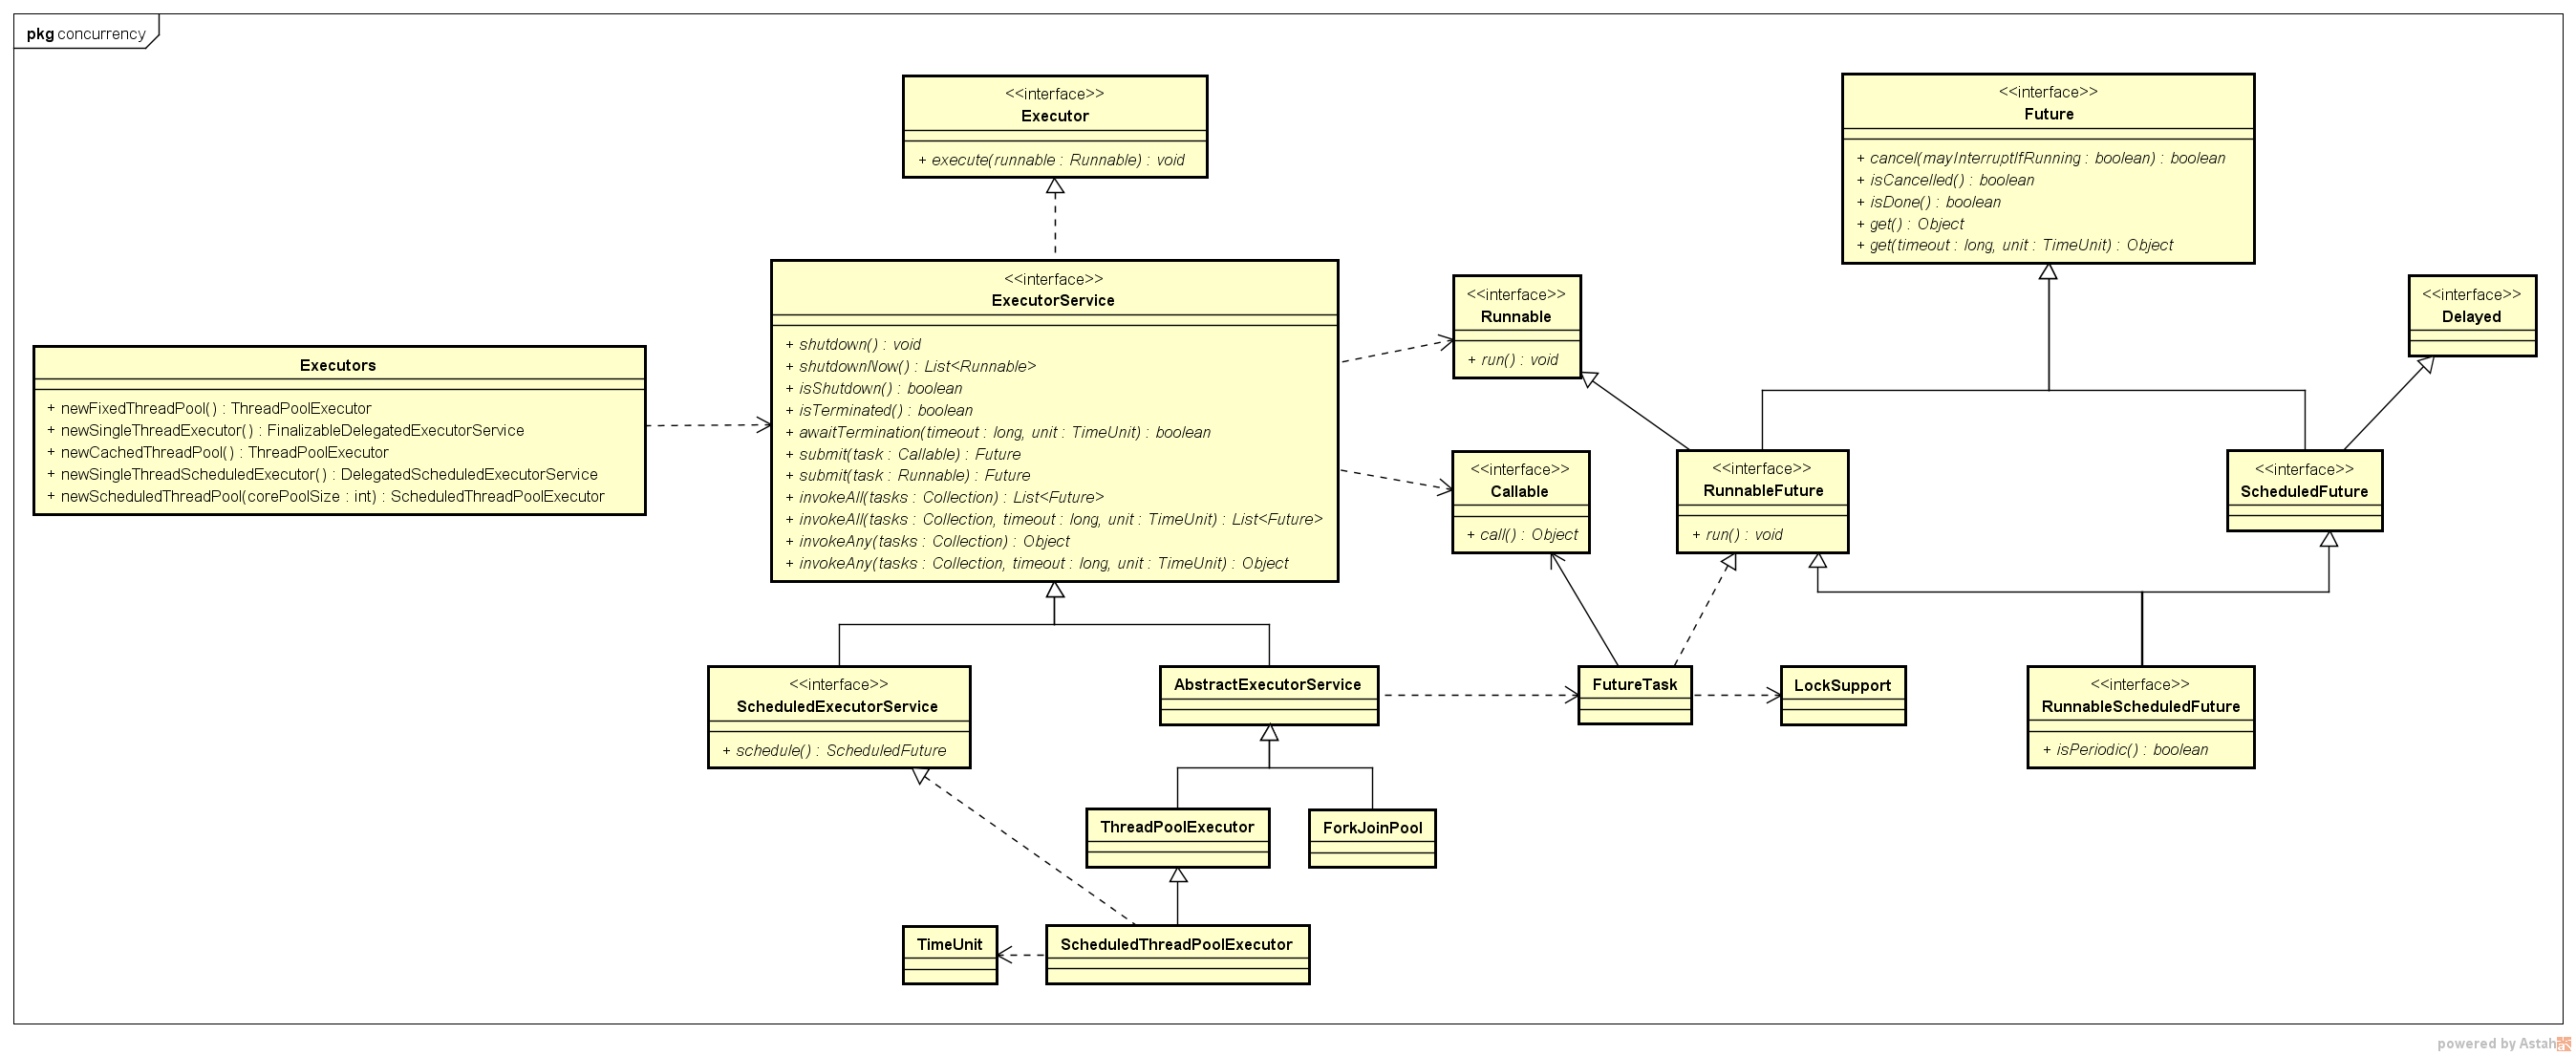 pkg concurrency
<<interface>>
Executor
+ execute(runnable : Runnable) : void
<<interface>>
Future
+ cancel(mayInterruptIfRunning : boolean) : boolean
+ isCancelled() : boolean
+ isDone() : boolean
+ get() : Object
+ get(timeout : long, unit : TimeUnit) : Object
<<interface>>
ExecutorService
+ shutdown() : void
+ shutdownNow() : List<Runnable>
+ isShutdown() : boolean
+ isTerminated() : boolean
+ awaitTermination(timeout : long, unit : TimeUnit) : boolean
+ submit(task : Callable) : Future
+ submit(task : Runnable) : Future
+ invokeAll(tasks : Collection) : List<Future>
+ invokeAll(tasks : Collection, timeout : long, unit : TimeUnit) : List<Future>
+ invokeAny(tasks : Collection) : Object
+ invokeAny(tasks : Collection, timeout : long, unit : TimeUnit) : Object
<<interface>>
Runnable
+ run() : void
<<interface>>
Delayed
Executors
+ newFixedThreadPool() : ThreadPoolExecutor
+ newSingleThreadExecutor() : FinalizableDelegatedExecutorService
+ newCachedThreadPool() : ThreadPoolExecutor
+ newSingleThreadScheduledExecutor() : DelegatedScheduledExecutorService
+ newScheduledThreadPool(corePoolSize : int) : ScheduledThreadPoolExecutor
<<interface>>
Callable
+ call() : Object
<<interface>>
RunnableFuture
+ run() : void
<<interface>>
ScheduledFuture
<<interface>>
ScheduledExecutorService
+ schedule() : ScheduledFuture
AbstractExecutorService
FutureTask
LockSupport
<<interface>>
RunnableScheduledFuture
+ isPeriodic() : boolean
ThreadPoolExecutor
ForkJoinPool
TimeUnit
ScheduledThreadPoolExecutor
powered by Astah